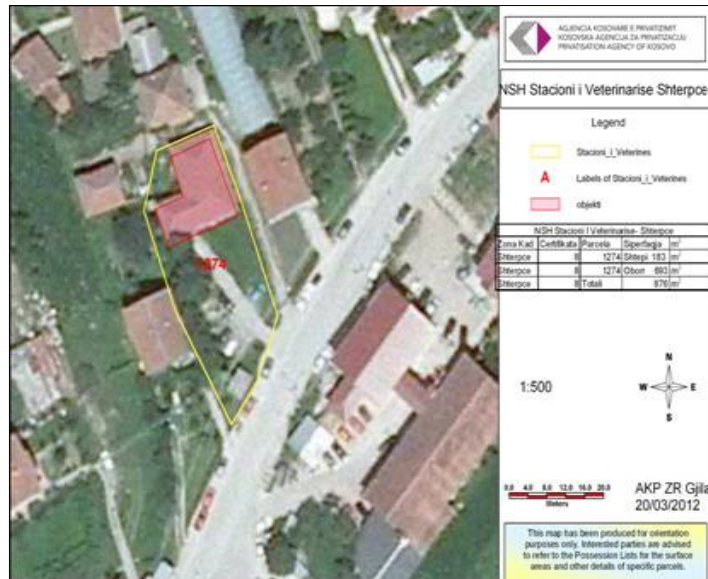 AGJENCIA KOSOVARE E PRIVATIZIMIT
KOSOVSKA AGENCIJA ZA PRIVATIZACIJU
PRIVATISATION AGENCY OF KOSOVO
NSH Stacioni i Veterinarise Shterpce
Legend
Stacioni_i_Veterines
A Labels of Stacioni_i_Veterines
objekti
NSH Stacioni I Veterinarise- Shterpce
Zona Kad Certifikata Parcela Siperfaqja m²
Shterpce 8 1274 Shtepi 183 m²
Shterpce 8 1274 Oborr 693 m²
Shterpce 8 Totali 876 m²
1274
N
1:500
W E
S
0.0 4.0 8.0 12.0 16.0 20.0
Meters
AKP ZR Gjila
20/03/2012
This map has been produced for orientation
purposes only. Interested parties are advised
to refer to the Possession Lists for the surface
areas and other details of specific parcels.